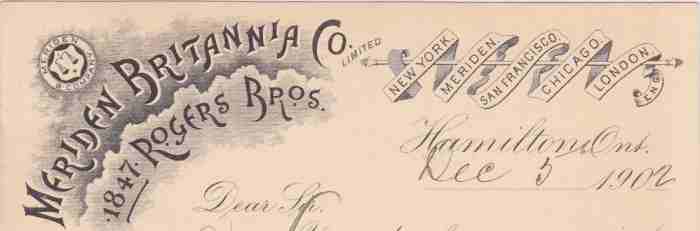 MERIDEN BRITANNIA CO. LIMITED
1847. ROGERS BROS.
NEW YORK
MERIDEN
SAN FRANCISCO.
CHICAGO
LONDON,
ENG.
Hamilton, Ont.
Dec 5 1902
Dear Sir,